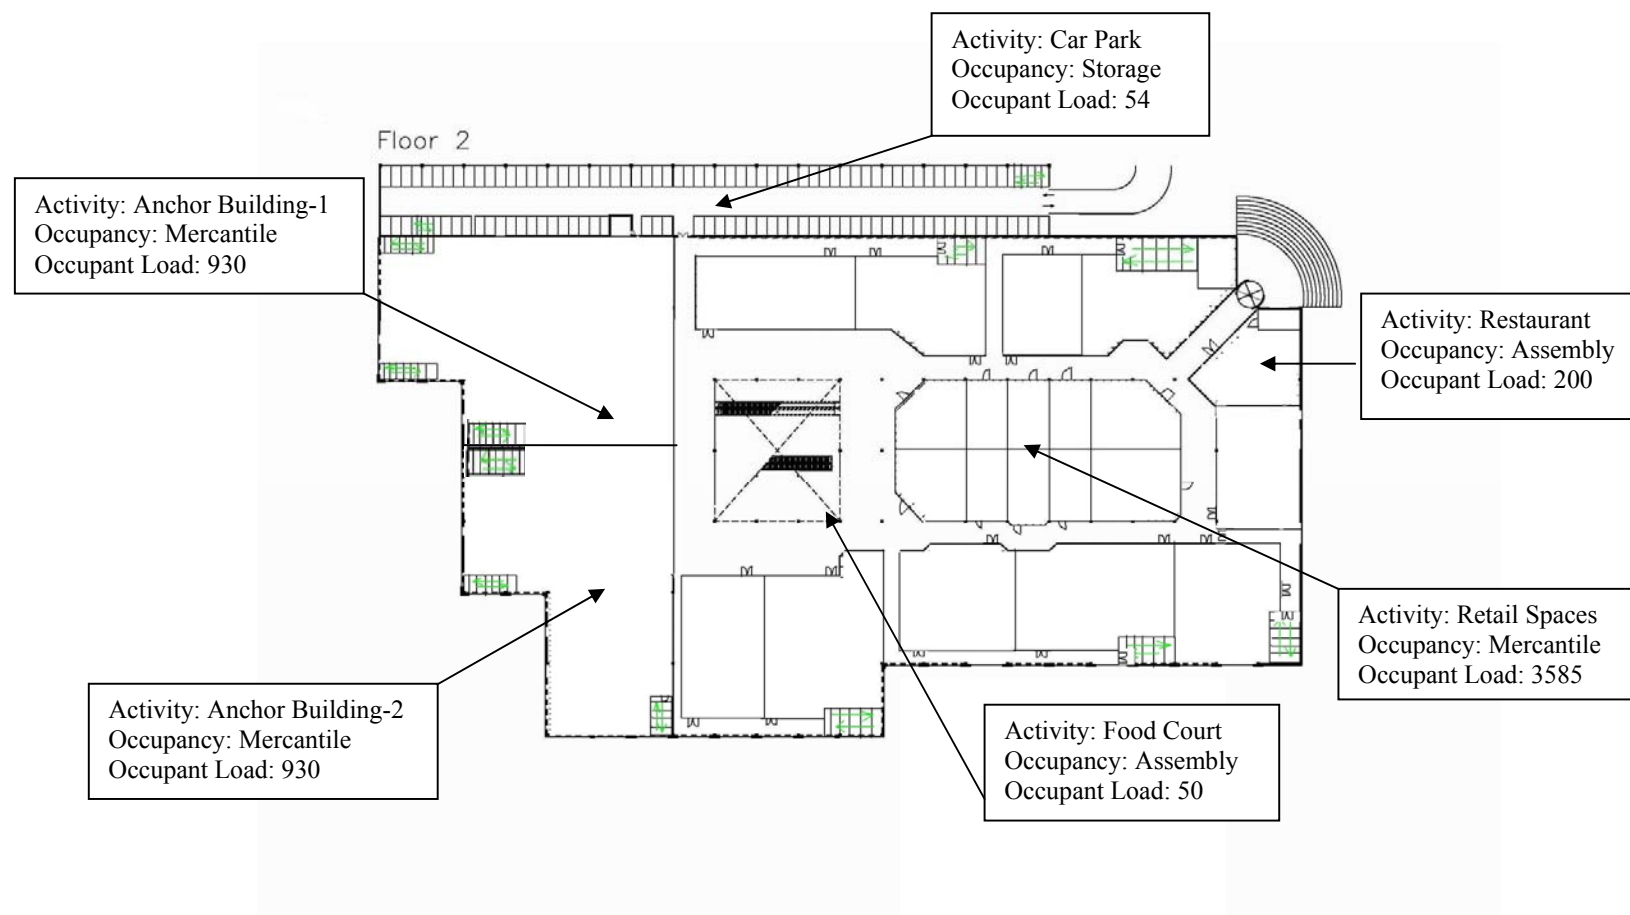 Activity: Car Park
Occupancy: Storage
Occupant Load: 54
Floor 2
Activity: Anchor Building-1
Occupancy: Mercantile
Occupant Load: 930
Activity: Restaurant
Occupancy: Assembly
Occupant Load: 200
Activity: Retail Spaces
Occupancy: Mercantile
Occupant Load: 3585
Activity: Anchor Building-2
Occupancy: Mercantile
Occupant Load: 930
Activity: Food Court
Occupancy: Assembly
Occupant Load: 50